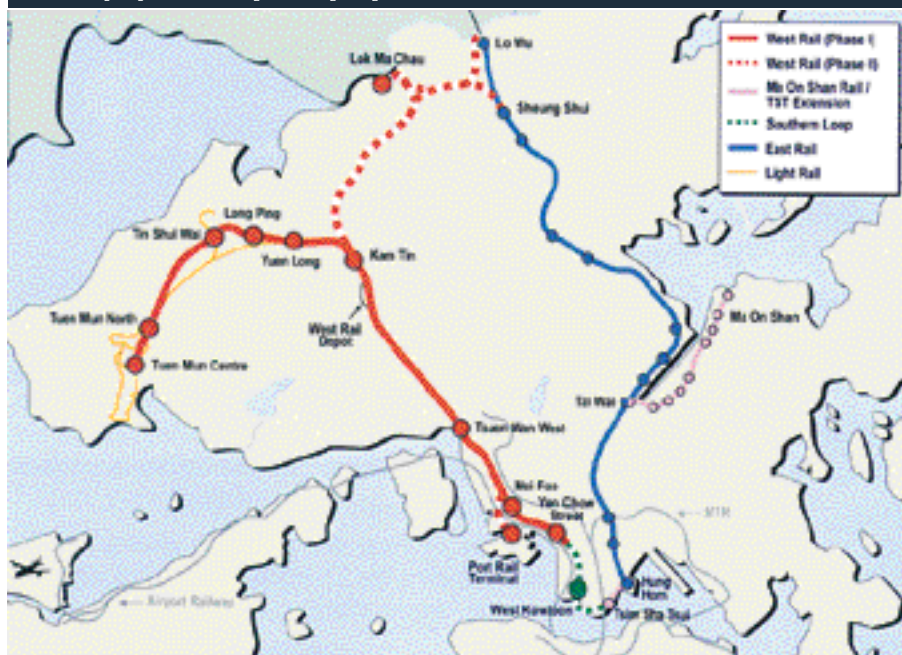 Lo Wu
Lok Ma Chau
West Rail (Phase I)
West Rail (Phase II)
Ma On Shan Rail /
TST Extension
Southern Loop
East Rail
Light Rail
Sheung Shui
Long Ping
Tin Shui Wai
Yuen Long
Kam Tin
Tuen Mun North
West Rail
Depot
Ma On Shan
Tuen Mun Centre
Tai Wai
Tsuen Wan West
Mei Foo
Yen Chow
Street
MTR
Port Rail
Terminal
Hung
Hom
Airport Railway
West Kowloon
Tsim Sha Tsui